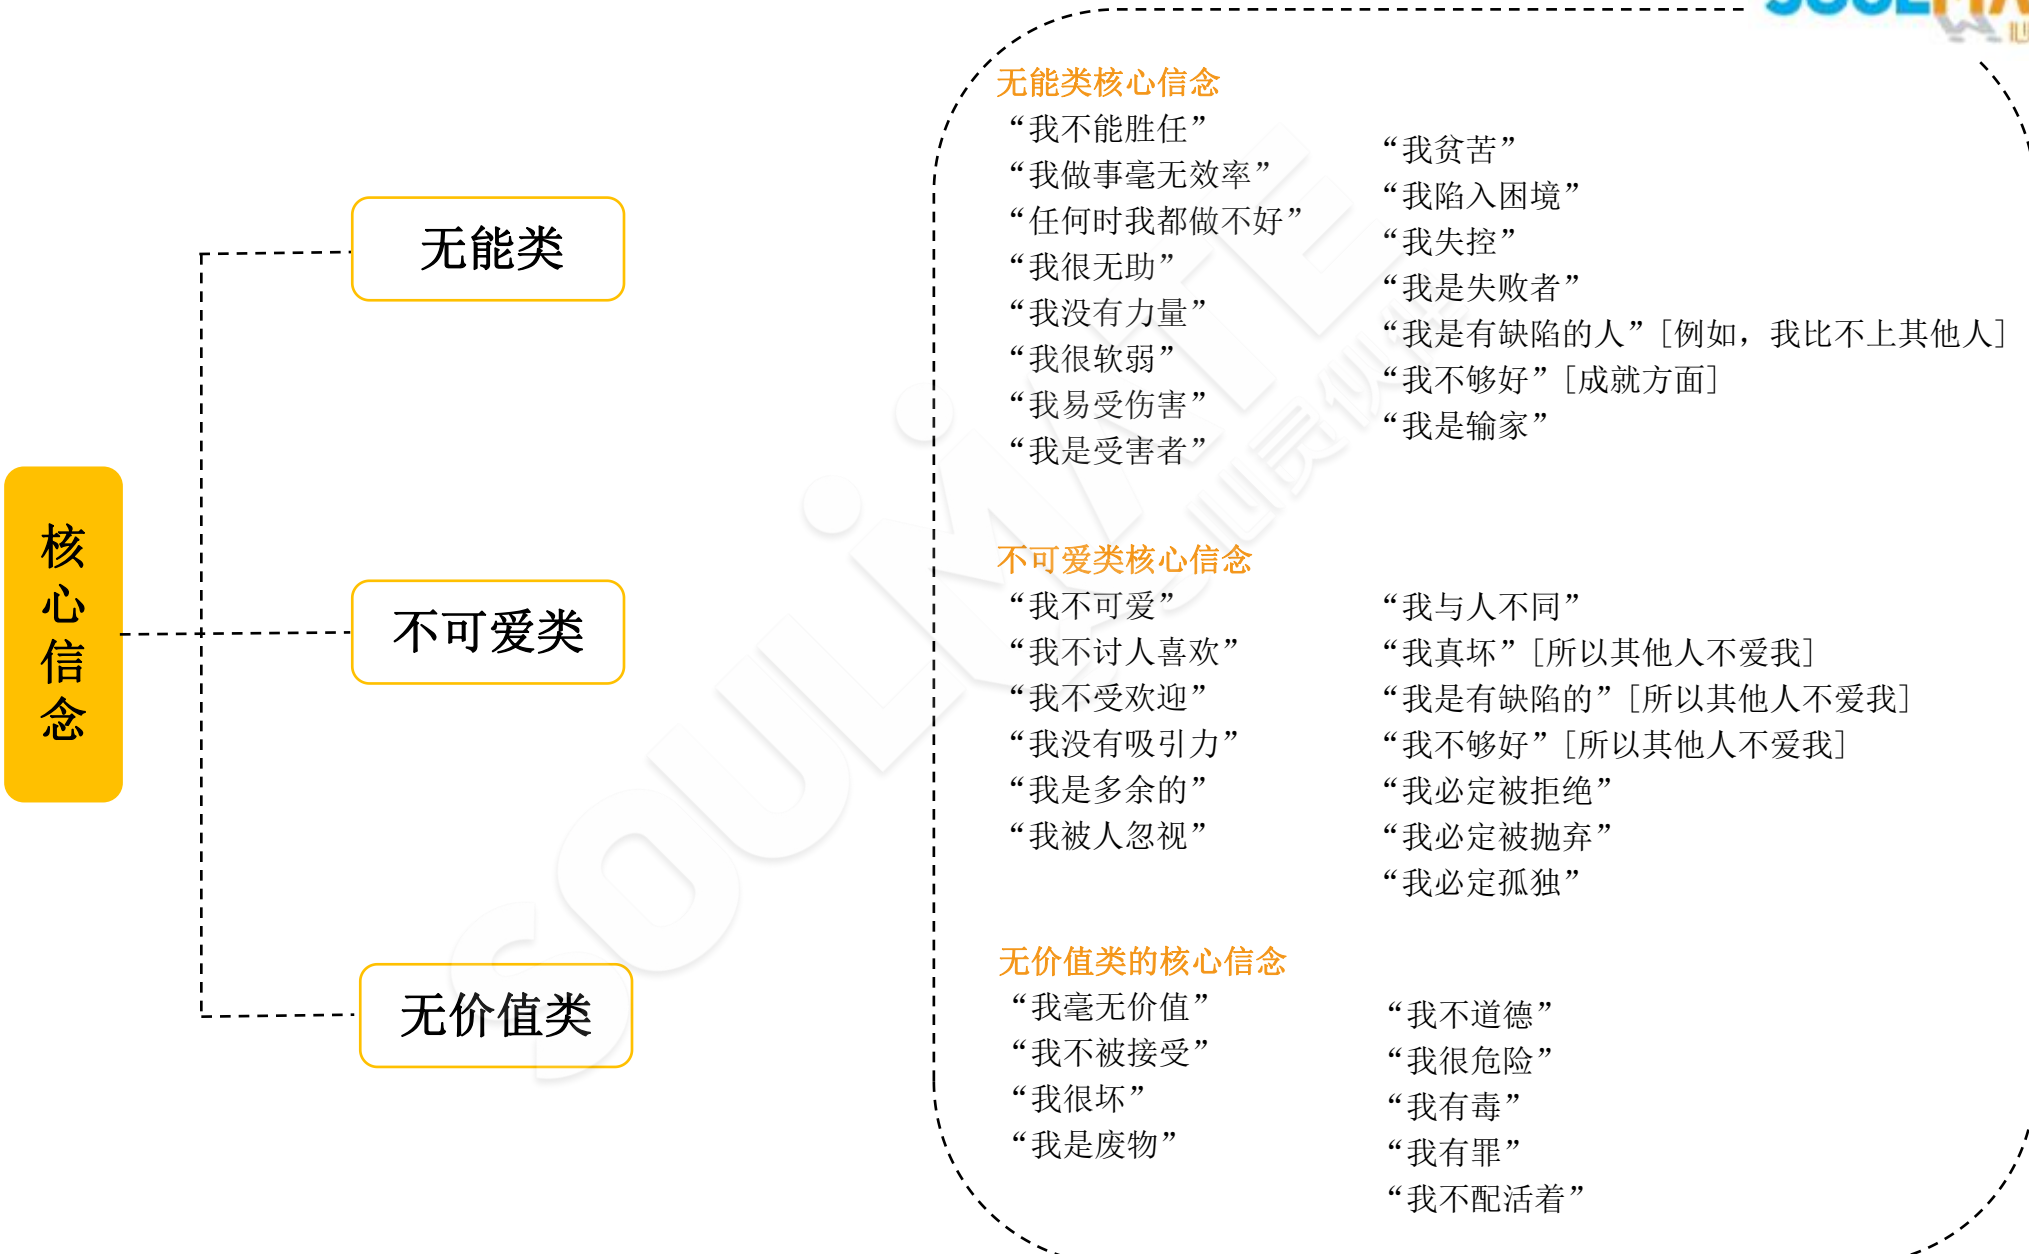 核心信念
无能类
不可爱类
无价值类
无能类核心信念
“我不能胜任”
“我做事毫无效率”
“任何时我都做不好”
“我很无助”
“我没有力量”
“我很软弱”
“我易受伤害”
“我是受害者”
“我贫苦”
“我陷入困境”
“我失控”
“我是失败者”
“我是有缺陷的人”[例如，我比不上其他人]
“我不够好”[成就方面]
“我是输家”
不可爱类核心信念
“我不可爱”
“我不讨人喜欢”
“我不受欢迎”
“我没有吸引力”
“我是多余的”
“我被人忽视”
“我与人不同”
“我真坏”[所以其他人不爱我]
“我是有缺陷的”[所以其他人不爱我]
“我不够好”[所以其他人不爱我]
“我必定被拒绝”
“我必定被抛弃”
“我必定孤独”
无价值类的核心信念
“我毫无价值”
“我不被接受”
“我很坏”
“我是废物”
“我不道德”
“我很危险”
“我有毒”
“我有罪”
“我不配活着”
SOULMATE
心灵伙伴